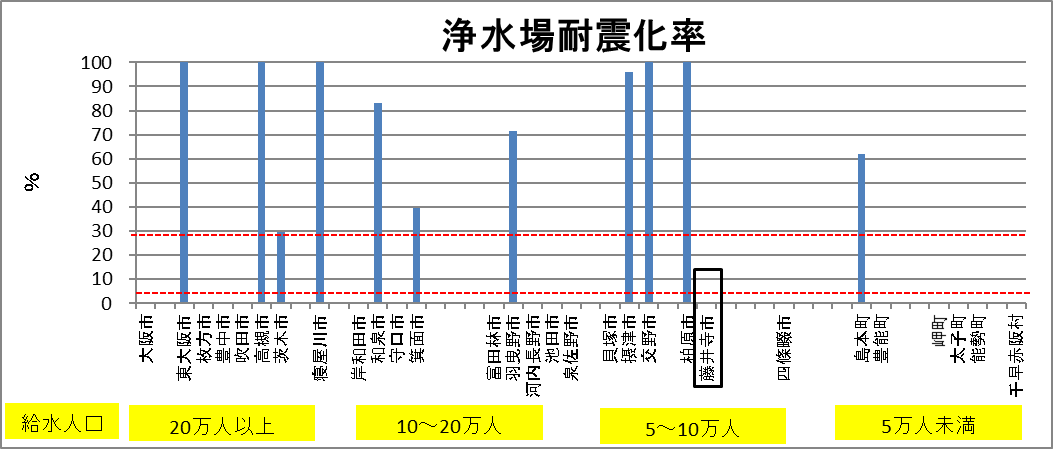 浄水場耐震化率
100
90
80
70
60
50
40
30
20
10
0
%
大阪市
東大阪市
枚方市
豊中市
吹田市
高槻市
茨木市
寝屋川市
岸和田市
和泉市
守口市
箕面市
富田林市
羽曳野市
河内長野市
池田市
泉佐野市
貝塚市
摂津市
交野市
柏原市
藤井寺市
四條畷市
島本町
豊能町
岬町
太子町
能勢町
千早赤阪村
給水人口
20万人以上
10～20万人
5～10万人
5万人未満